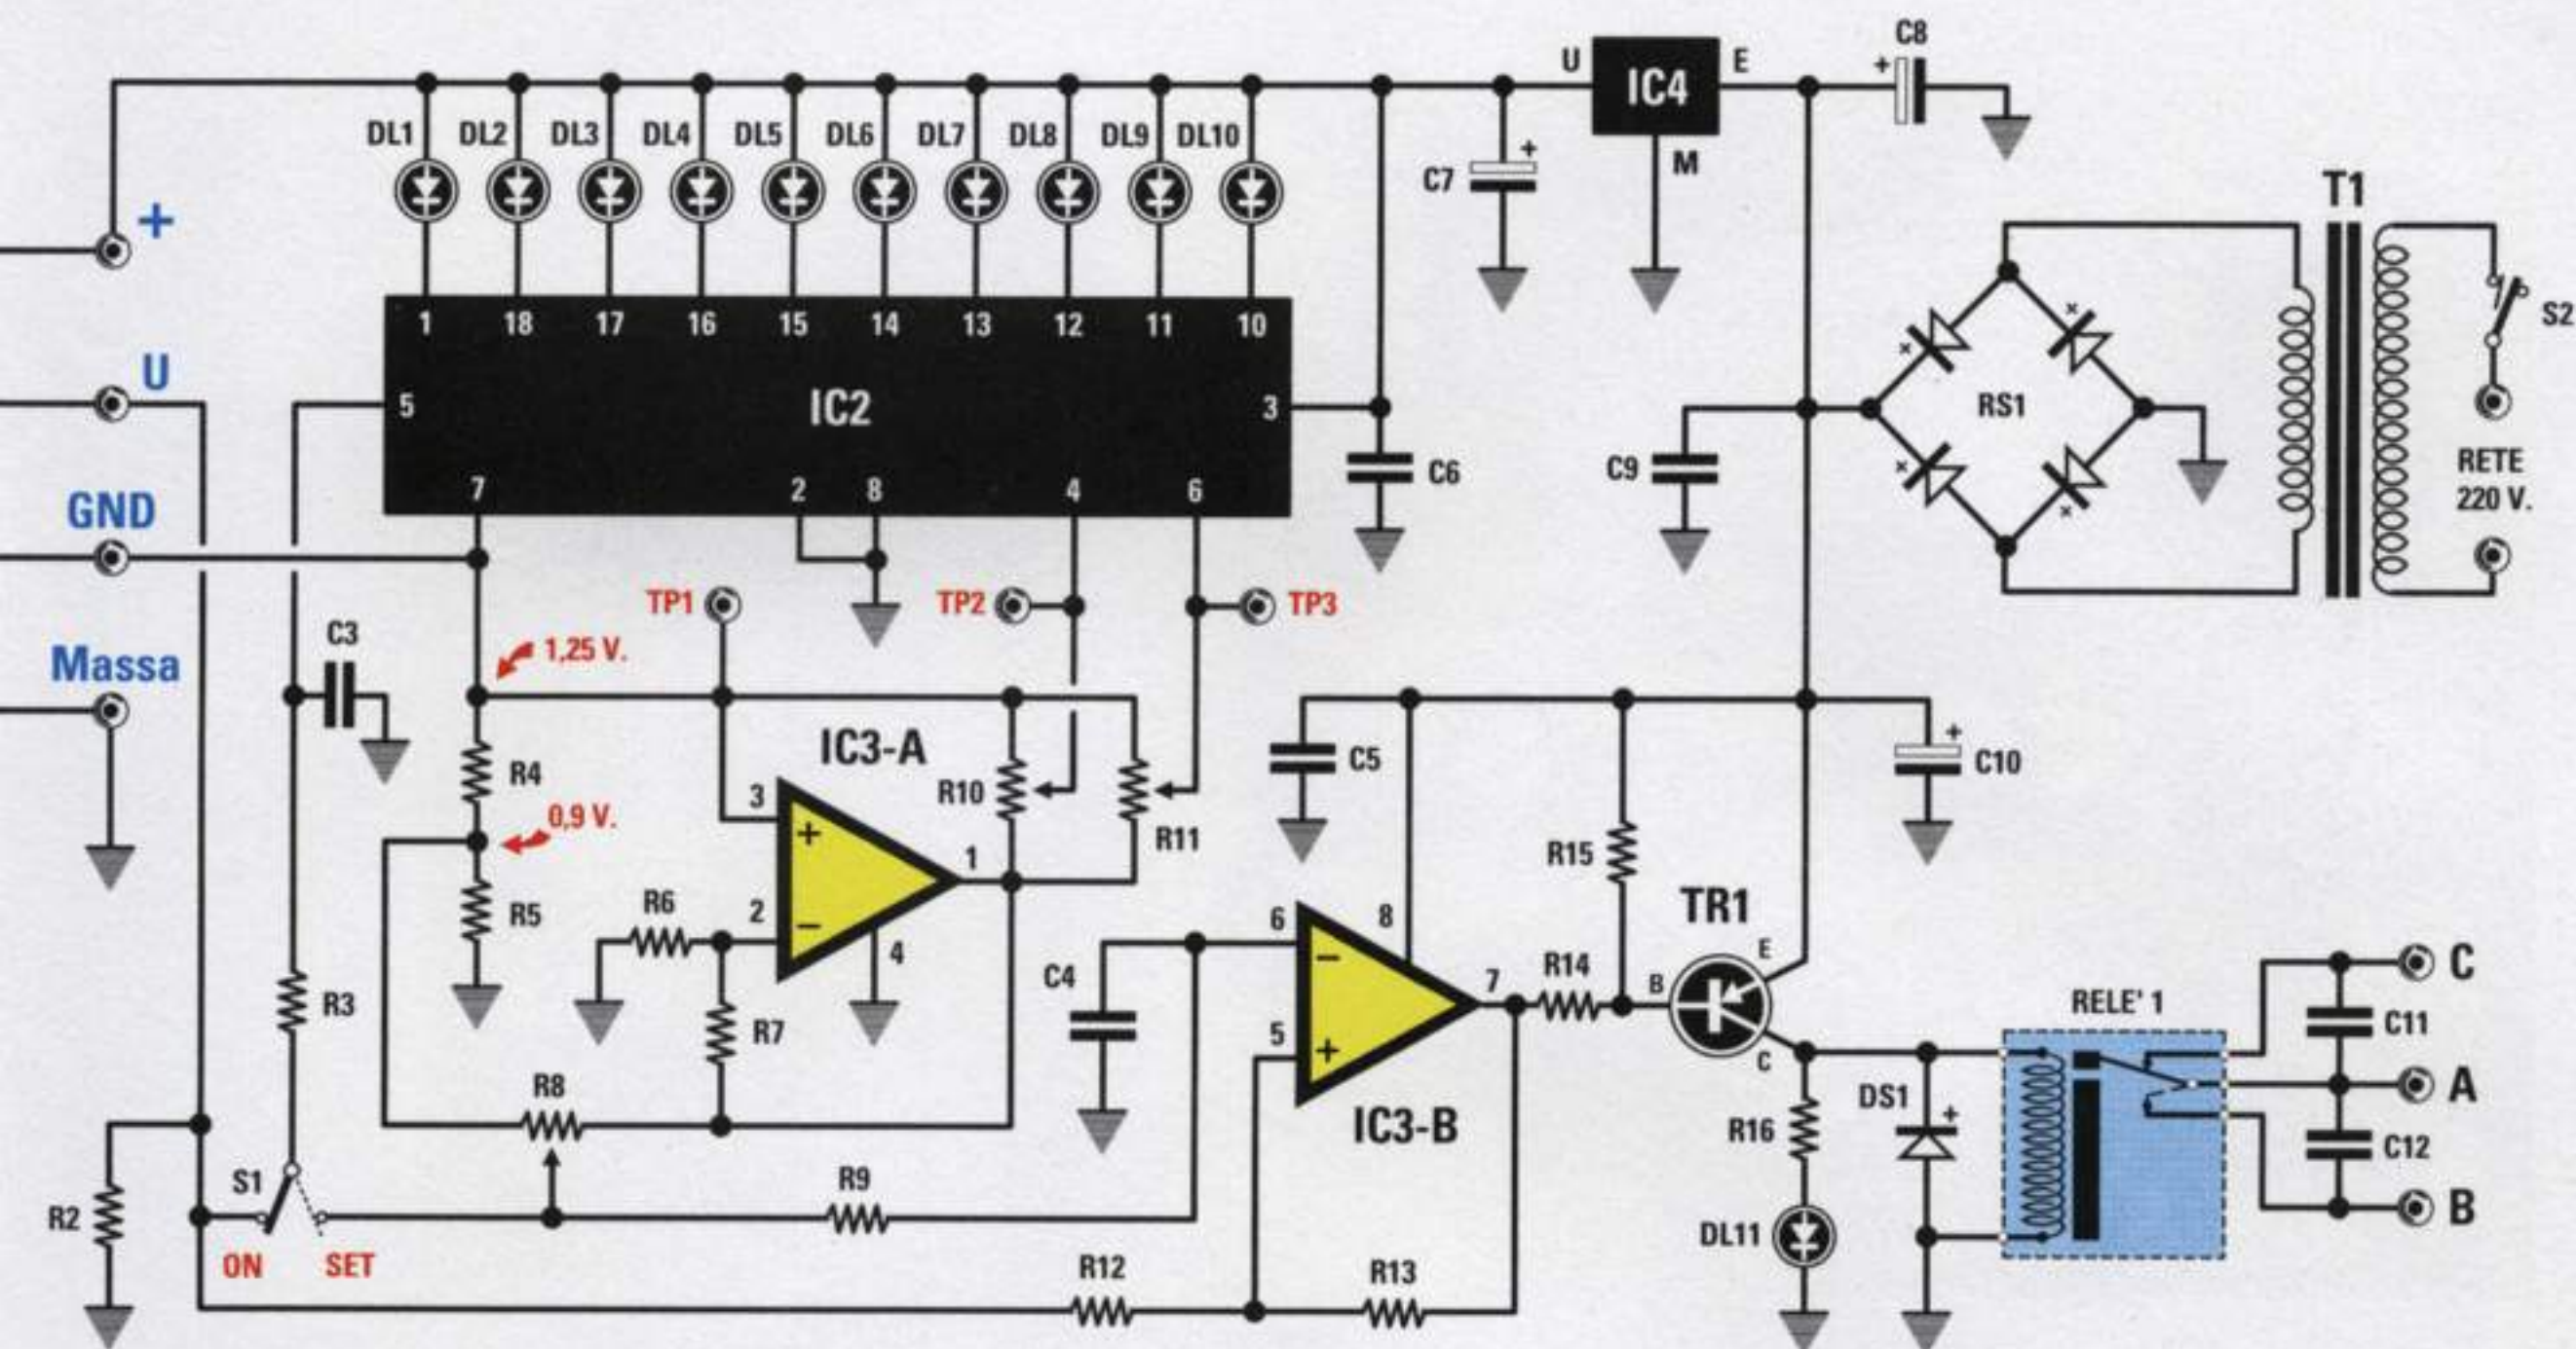 C8
+
U
IC4
E
M
DL1
DL2
DL3
DL4
DL5
DL6
DL7
DL8
DL9
DL10
+
C7
+
T1
1
18
17
16
15
14
13
12
11
10
S2
U
5
IC2
3
RS1
C6
C9
RETE
220 V.
7
2
8
4
6
GND
TP1
TP2
TP3
C3
1,25 V.
Massa
IC3-A
R4
3
+
R10
R11
C5
+
C10
0,9 V.
1
R15
R5
R6
2
−
4
6
8
−
TR1
E
C4
R3
R7
7
R14
B
RELE' 1
C
C11
5
+
C
DS1
+
A
R8
IC3-B
R16
C12
S1
R9
R2
DL11
B
ON
SET
R12
R13